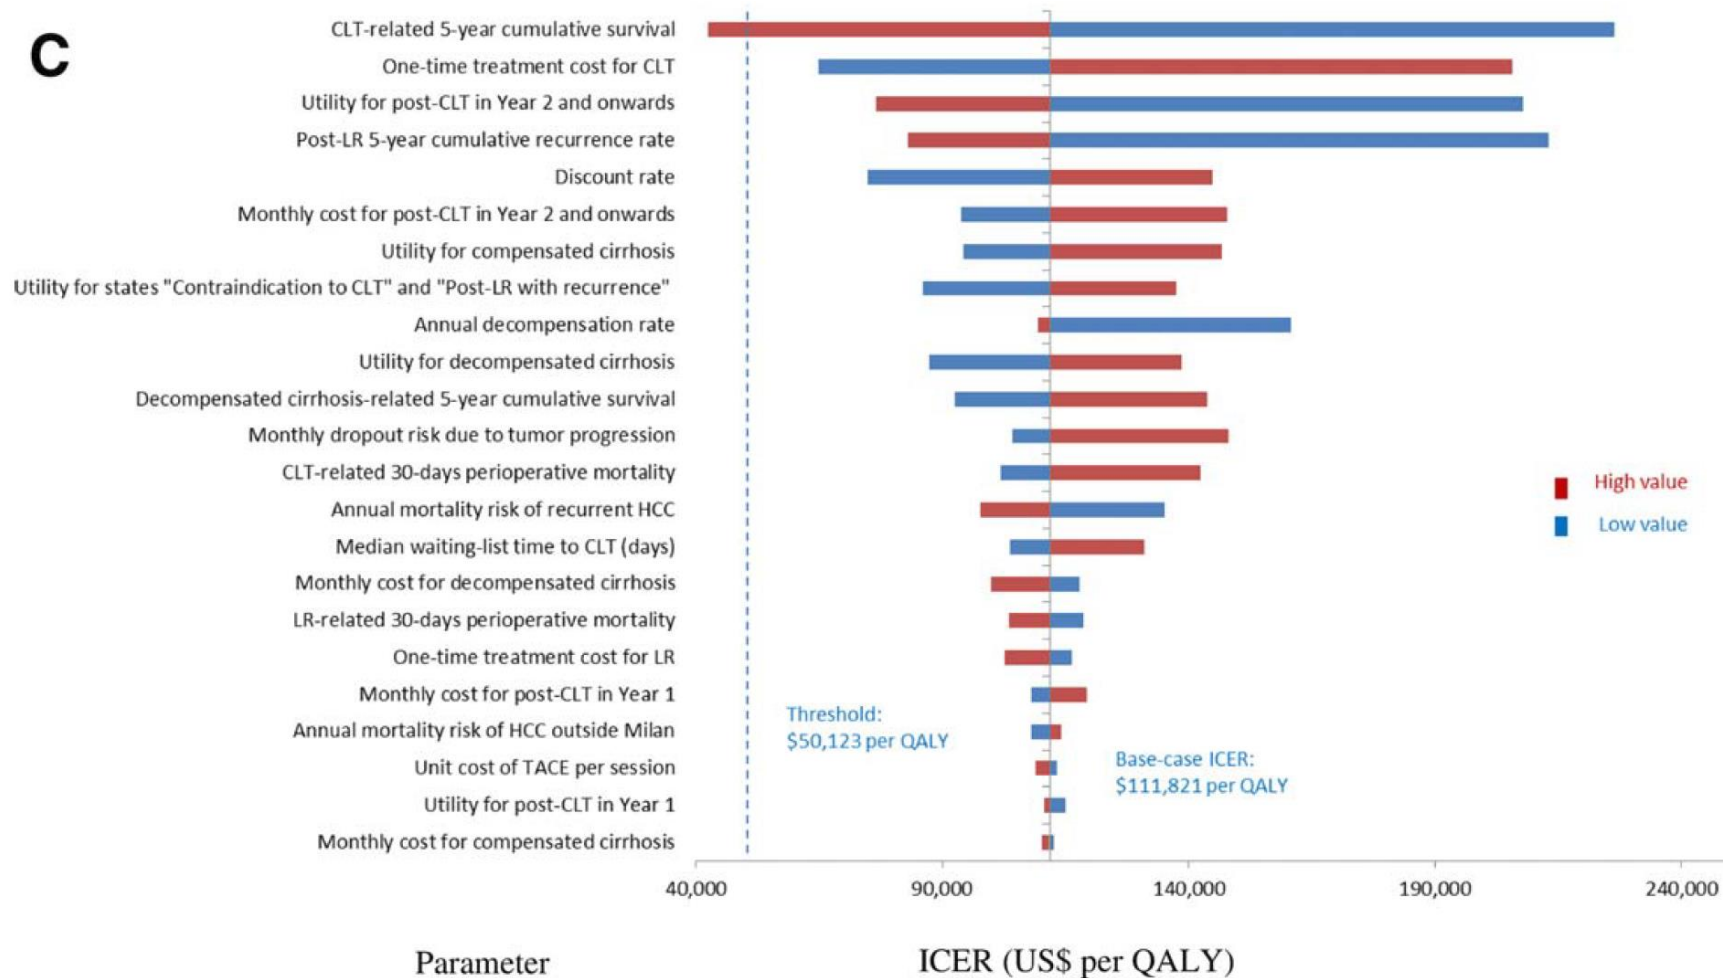 C
CLT-related 5-year cumulative survival
One-time treatment cost for CLT
Utility for post-CLT in Year 2 and onwards
Post-LR 5-year cumulative recurrence rate
Discount rate
Monthly cost for post-CLT in Year 2 and onwards
Utility for compensated cirrhosis
Utility for states "Contraindication to CLT" and "Post-LR with recurrence"
Annual decompensation rate
Utility for decompensated cirrhosis
Decompensated cirrhosis-related 5-year cumulative survival
Monthly dropout risk due to tumor progression
CLT-related 30-days perioperative mortality
Annual mortality risk of recurrent HCC
Median waiting-list time to CLT (days)
Monthly cost for decompensated cirrhosis
LR-related 30-days perioperative mortality
One-time treatment cost for LR
Monthly cost for post-CLT in Year 1
Annual mortality risk of HCC outside Milan
Unit cost of TACE per session
Utility for post-CLT in Year 1
Monthly cost for compensated cirrhosis
High value
Low value
Threshold:
$50,123 per QALY
Base-case ICER:
$111,821 per QALY
40,000 90,000 140,000 190,000 240,000
Parameter ICER (US$ per QALY)